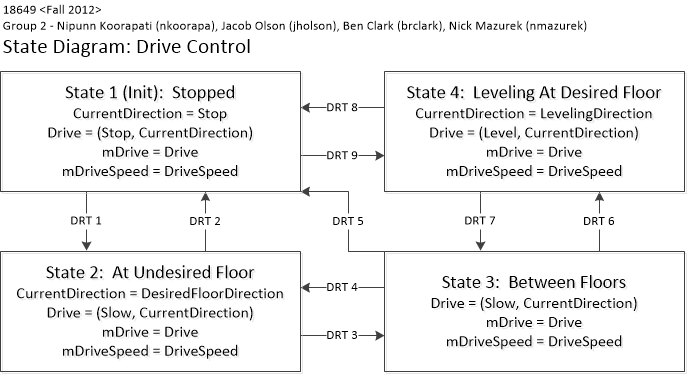 18649 <Fall 2012>
Group 2 - Nipunn Koorapati (nkoorapa), Jacob Olson (jholson), Ben Clark (brclark), Nick Mazurek (nmazurek)
State Diagram: Drive Control
State 1 (Init):  Stopped
CurrentDirection = Stop
Drive = (Stop, CurrentDirection)
mDrive = Drive
mDriveSpeed = DriveSpeed
DRT 8
DRT 9
State 4:  Leveling At Desired Floor
CurrentDirection = LevelingDirection
Drive = (Level, CurrentDirection)
mDrive = Drive
mDriveSpeed = DriveSpeed
DRT 1
DRT 2
DRT 5
DRT 7
DRT 6
State 2:  At Undesired Floor
CurrentDirection = DesiredFloorDirection
Drive = (Slow, CurrentDirection)
mDrive = Drive
mDriveSpeed = DriveSpeed
DRT 4
DRT 3
State 3:  Between Floors
Drive = (Slow, CurrentDirection)
mDrive = Drive
mDriveSpeed = DriveSpeed